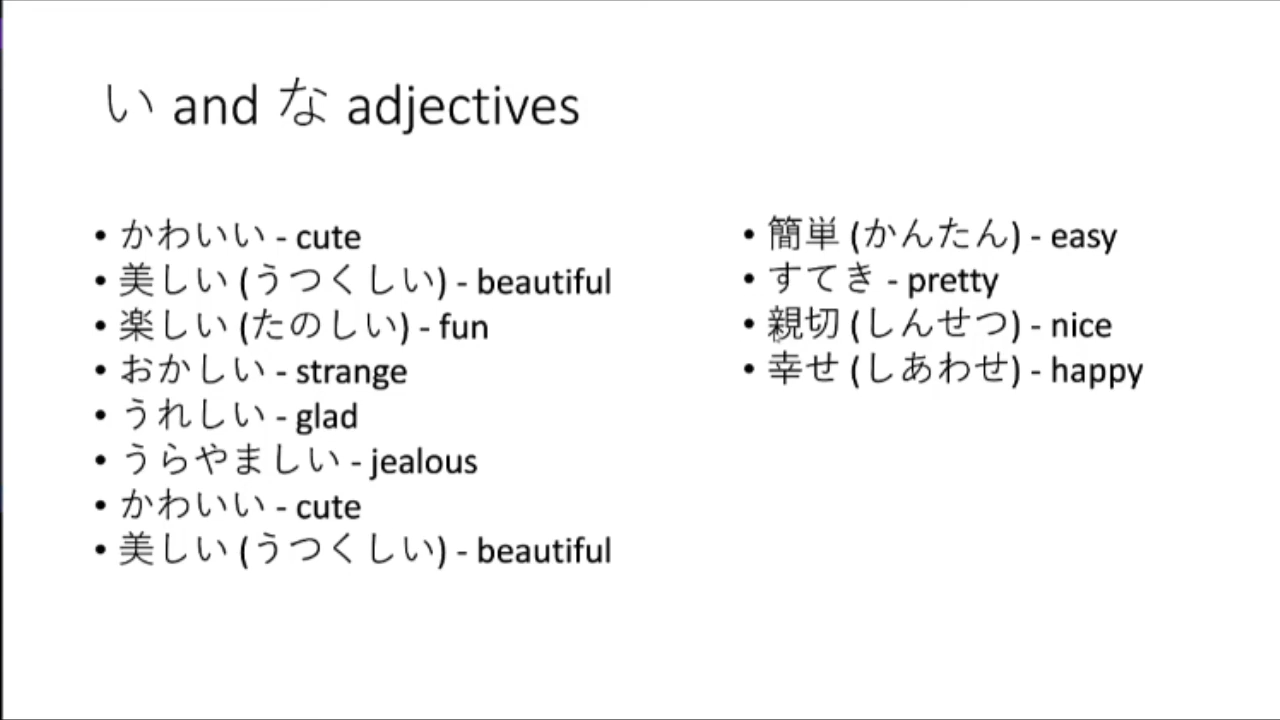 い and な adjectives
• かわいい - cute
• 美しい (うつくしい) - beautiful
• 楽しい (たのしい) - fun
• おかしい - strange
• うれしい - glad
• うらやましい - jealous
• かわいい - cute
• 美しい (うつくしい) - beautiful
• 簡単 (かんたん) - easy
• すてき - pretty
• 親切 (しんせつ) - nice
• 幸せ (しあわせ) - happy